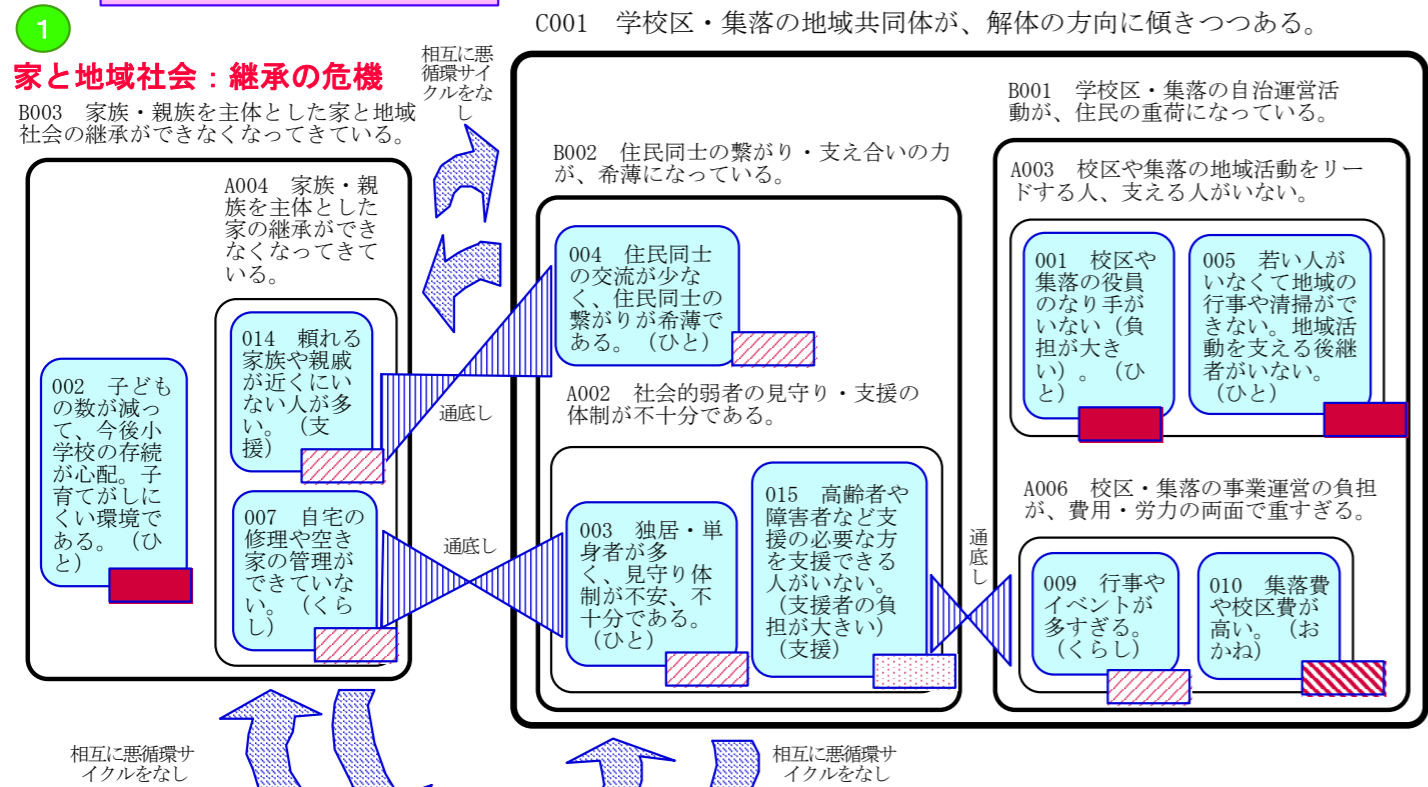 1
家と地域社会：継承の危機
B003　家族・親族を主体とした家と地域
社会の継承ができなくなってきている。
A004　家族・親
族を主体とした
家の継承ができ
なくなってきて
いる。
002　子ども
の数が減っ
て、今後小
学校の存続
が心配。子
育てがしに
くい環境で
ある。（ひ
と）
014　頼れる
家族や親戚
が近くにい
ない人が多
い。（支
援）
007　自宅の
修理や空き
家の管理が
できていな
い。（くら
し）
相互に悪
循環サイ
クルをな
し
通底し
通底し
C001　学校区・集落の地域共同体が、解体の方向に傾きつつある。
B002　住民同士の繋がり・支え合いの力
が、希薄になっている。
004　住民同士
の交流が少な
く、住民同士の
繋がりが希薄で
ある。（ひと）
A002　社会的弱者の見守り・支援の
体制が不十分である。
003　独居・単
身者が多
く、見守り体
制が不安、不
十分である。
（ひと）
015　高齢者や
障害者など支
援の必要な方
を支援できる
人がいない。
（支援者の負
担が大きい）
（支援）
通
底
し
B001　学校区・集落の自治運営活
動が、住民の重荷になっている。
A003　校区や集落の地域活動をリー
ドする人、支える人がいない。
001　校区や
集落の役員
のなり手が
いない（負
担が大き
い）。（ひ
と）
005　若い人が
いなくて地域の
行事や清掃がで
きない。地域活
動を支える後継
者がいない。
（ひと）
A006　校区・集落の事業運営の負担
が、費用・労力の両面で重すぎる。
009　行事や
イベントが
多すぎる。
（くらし）
010　集落費
や校区費が
高い。（お
かね）
相互に悪循環サ
イクルをなし
相互に悪循環サ
イクルをなし